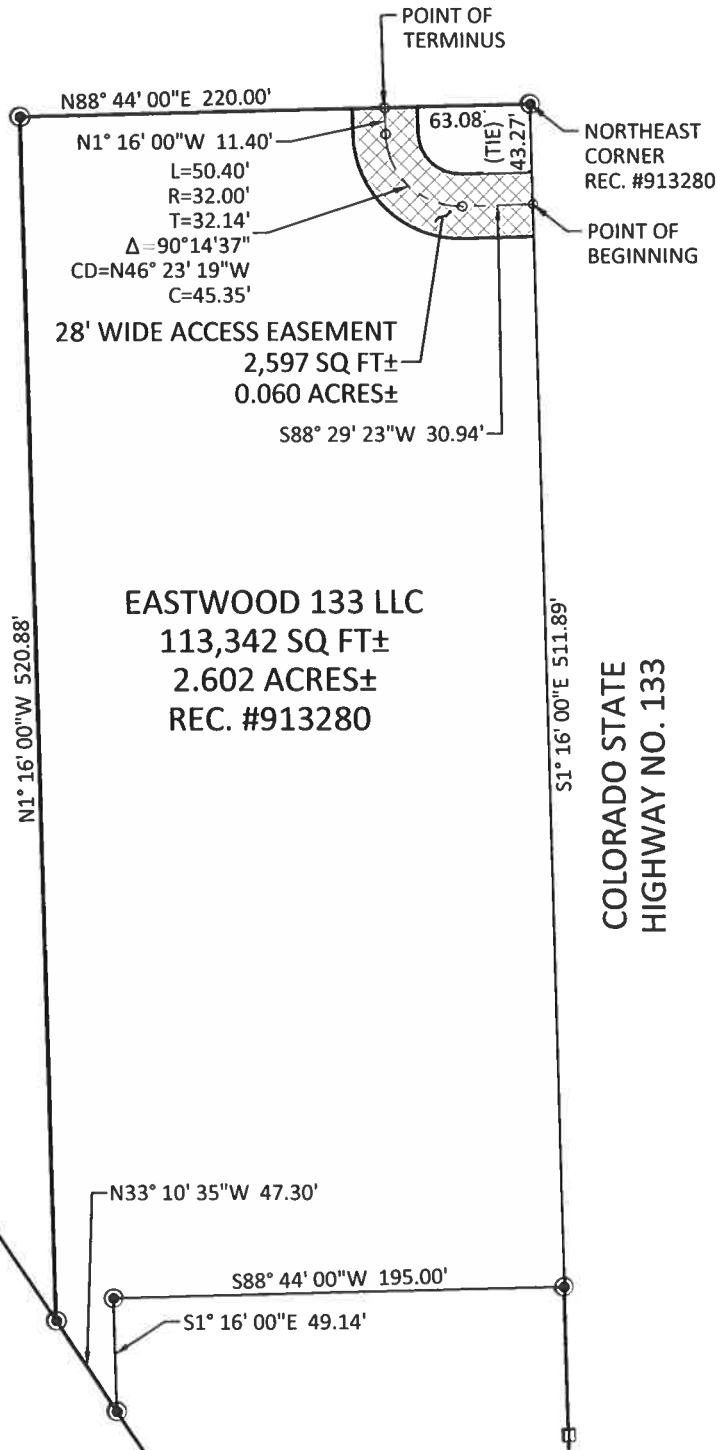 POINT OF
TERMINUS
N88° 44' 00"E 220.00'
N1° 16' 00"W 11.40'
63.08'
(TIE)
43.27'
NORTHEAST
CORNER
REC. #913280
L=50.40'
R=32.00'
T=32.14'
Δ=90°14'37"
CD=N46° 23' 19"W
C=45.35'
POINT OF
BEGINNING
28' WIDE ACCESS EASEMENT
2,597 SQ FT±
0.060 ACRES±
S88° 29' 23"W 30.94'
EASTWOOD 133 LLC
113,342 SQ FT±
2.602 ACRES±
REC. #913280
N1° 16' 00"W 520.88'
S1° 16' 00"E 511.89'
COLORADO STATE
HIGHWAY NO. 133
N33° 10' 35"W 47.30'
S88° 44' 00"W 195.00'
S1° 16' 00"E 49.14'